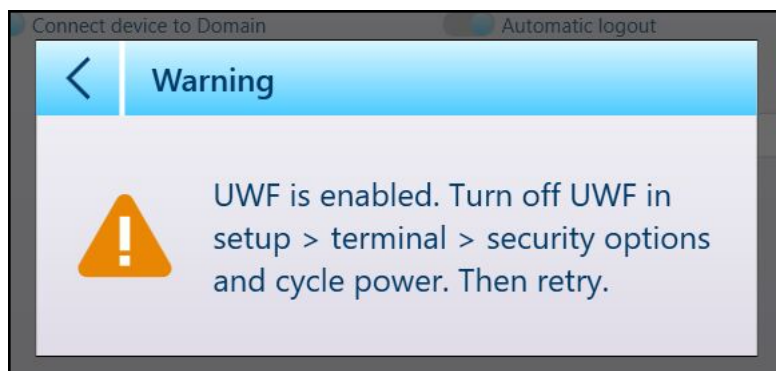 Connect device to Domain
Automatic logout
Warning
UWF is enabled. Turn off UWF in
setup > terminal > security options
and cycle power. Then retry.